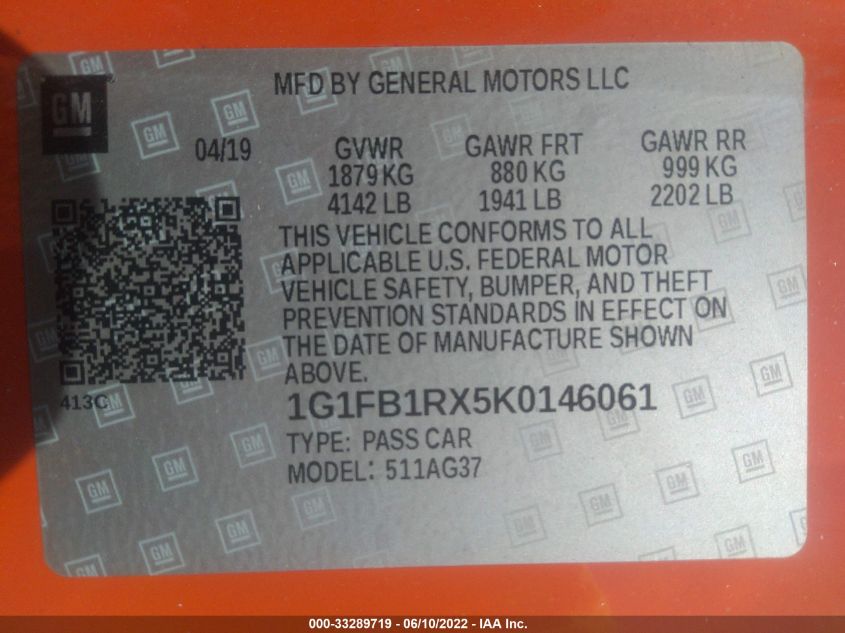 MFD BY GENERAL MOTORS LLC
GM
04/19
GVWR GAWR FRT GAWR RR
1879 KG 880 KG 999 KG
4142 LB 1941 LB 2202 LB
THIS VEHICLE CONFORMS TO ALL
APPLICABLE U.S. FEDERAL MOTOR
VEHICLE SAFETY, BUMPER, AND THEFT
PREVENTION STANDARDS IN EFFECT ON
THE DATE OF MANUFACTURE SHOWN
ABOVE.
413C
1G1FB1RX5K0146061
TYPE: PASS CAR
MODEL: 511AG37
000-33289719 - 06/10/2022 - IAA Inc.